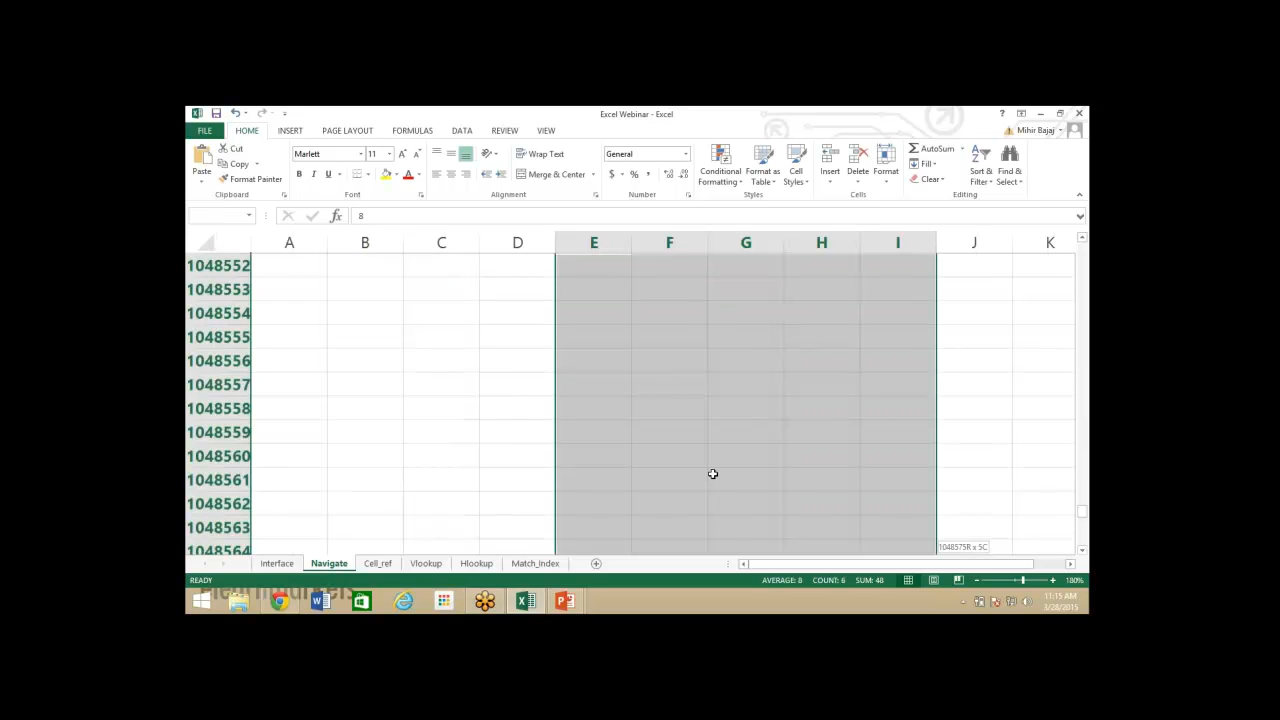 Excel Webinar - Excel
FILE HOME INSERT PAGE LAYOUT FORMULAS DATA REVIEW VIEW Mihir Bajaj
Paste Cut Copy Format Painter
Marlett 11
B I U A
Wrap Text
Merge & Center
General
$ % ,
Conditional Formatting Format as Table Cell Styles
Insert Delete Format
AutoSum Fill Clear
Sort & Filter Find & Select
Clipboard Font Alignment Number Styles Cells Editing
fx 8
A B C D E F G H I J K
1048552
1048553
1048554
1048555
1048556
1048557
1048558
1048559
1048560
1048561
1048562
1048563
1048564
1048575R x 5C
Interface Navigate Cell_ref Vlookup Hlookup Match_Index
READY AVERAGE: 8 COUNT: 6 SUM: 48 180%
11:15 AM
3/28/2015